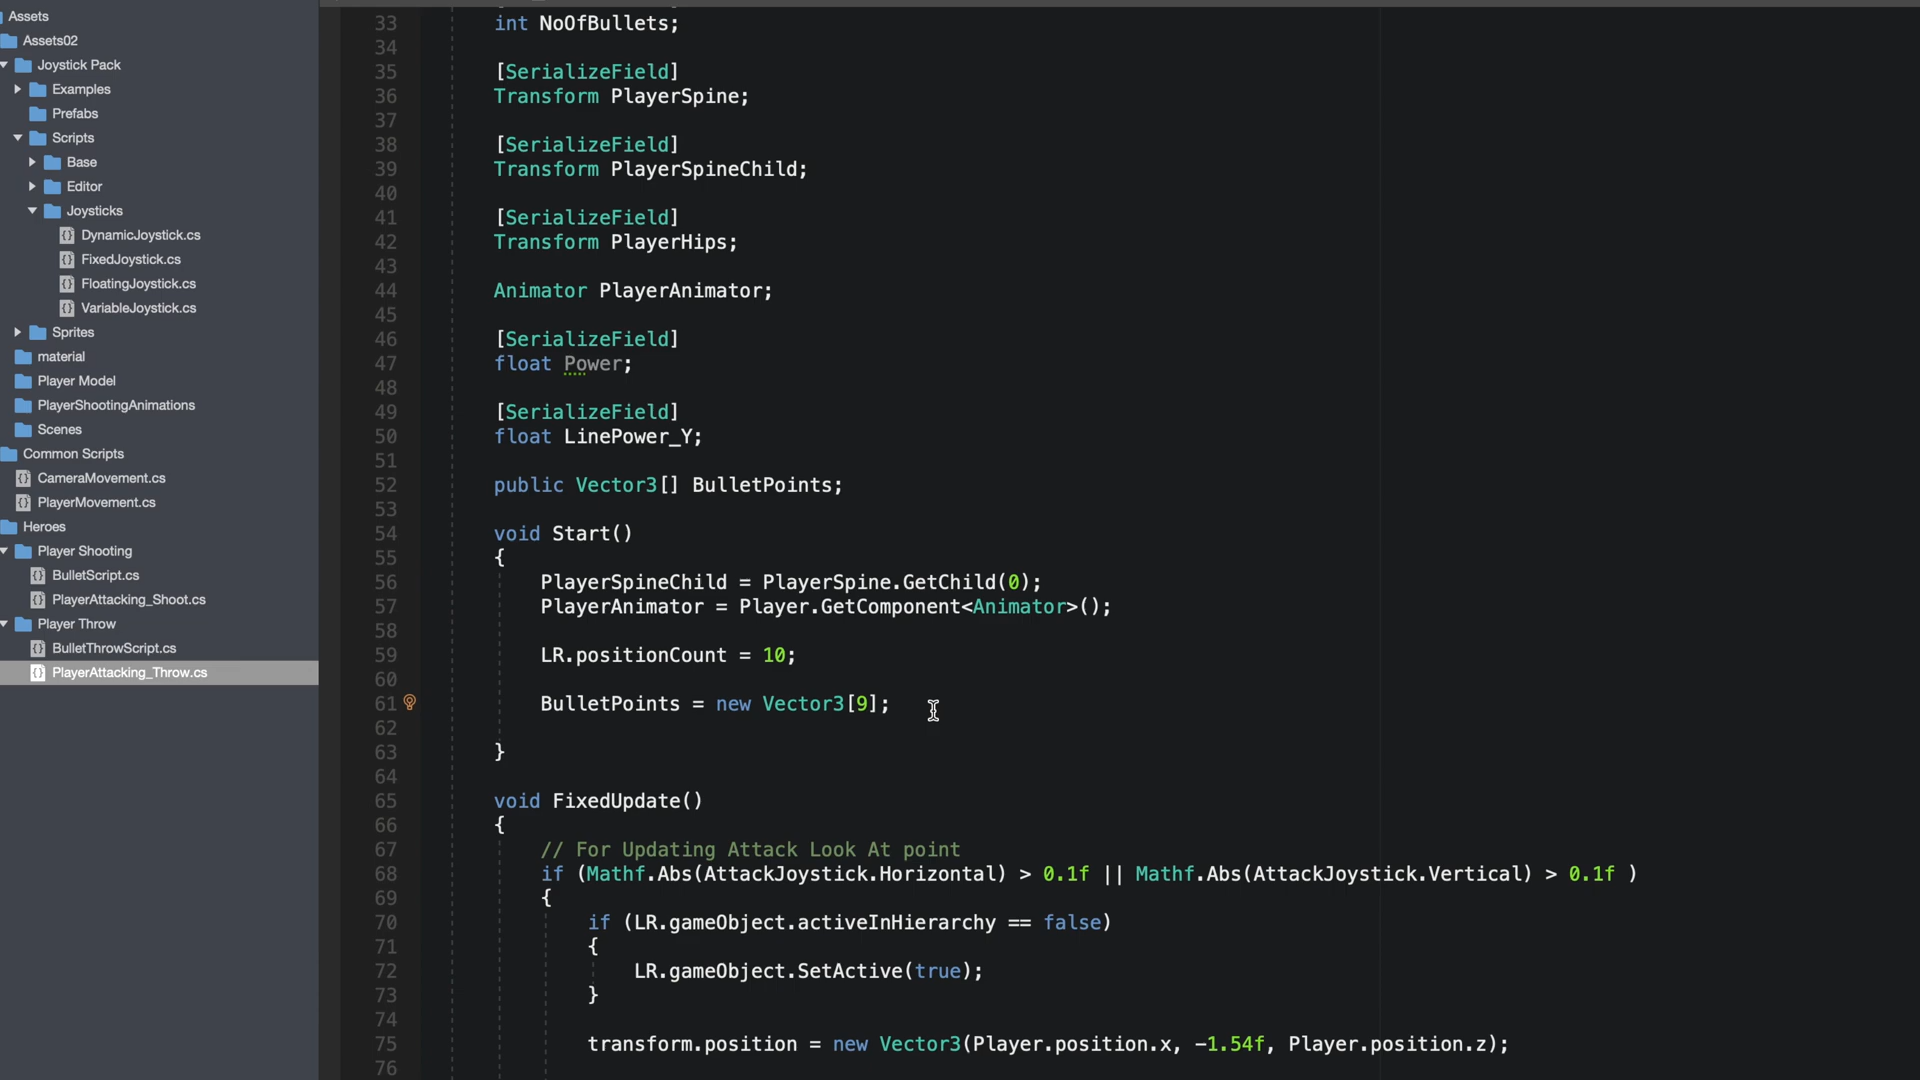 Assets
Assets02
Joystick Pack
Examples
Prefabs
Scripts
Base
Editor
Joysticks
DynamicJoystick.cs
FixedJoystick.cs
FloatingJoystick.cs
VariableJoystick.cs
Sprites
material
Player Model
PlayerShootingAnimations
Scenes
Common Scripts
CameraMovement.cs
PlayerMovement.cs
Heroes
Player Shooting
BulletScript.cs
PlayerAttacking_Shoot.cs
Player Throw
BulletThrowScript.cs
PlayerAttacking_Throw.cs
33 int NoOfBullets;
34
35 [SerializeField]
36 Transform PlayerSpine;
37
38 [SerializeField]
39 Transform PlayerSpineChild;
40
41 [SerializeField]
42 Transform PlayerHips;
43
44 Animator PlayerAnimator;
45
46 [SerializeField]
47 float Power;
48
49 [SerializeField]
50 float LinePower_Y;
51
52 public Vector3[] BulletPoints;
53
54 void Start()
55 {
56 PlayerSpineChild = PlayerSpine.GetChild(0);
57 PlayerAnimator = Player.GetComponent<Animator>();
58
59 LR.positionCount = 10;
60
61 BulletPoints = new Vector3[9];
62
63 }
64
65 void FixedUpdate()
66 {
67 // For Updating Attack Look At point
68 if (Mathf.Abs(AttackJoystick.Horizontal) > 0.1f || Mathf.Abs(AttackJoystick.Vertical) > 0.1f )
69 {
70 if (LR.gameObject.activeInHierarchy == false)
71 {
72 LR.gameObject.SetActive(true);
73 }
74
75 transform.position = new Vector3(Player.position.x, -1.54f, Player.position.z);
76